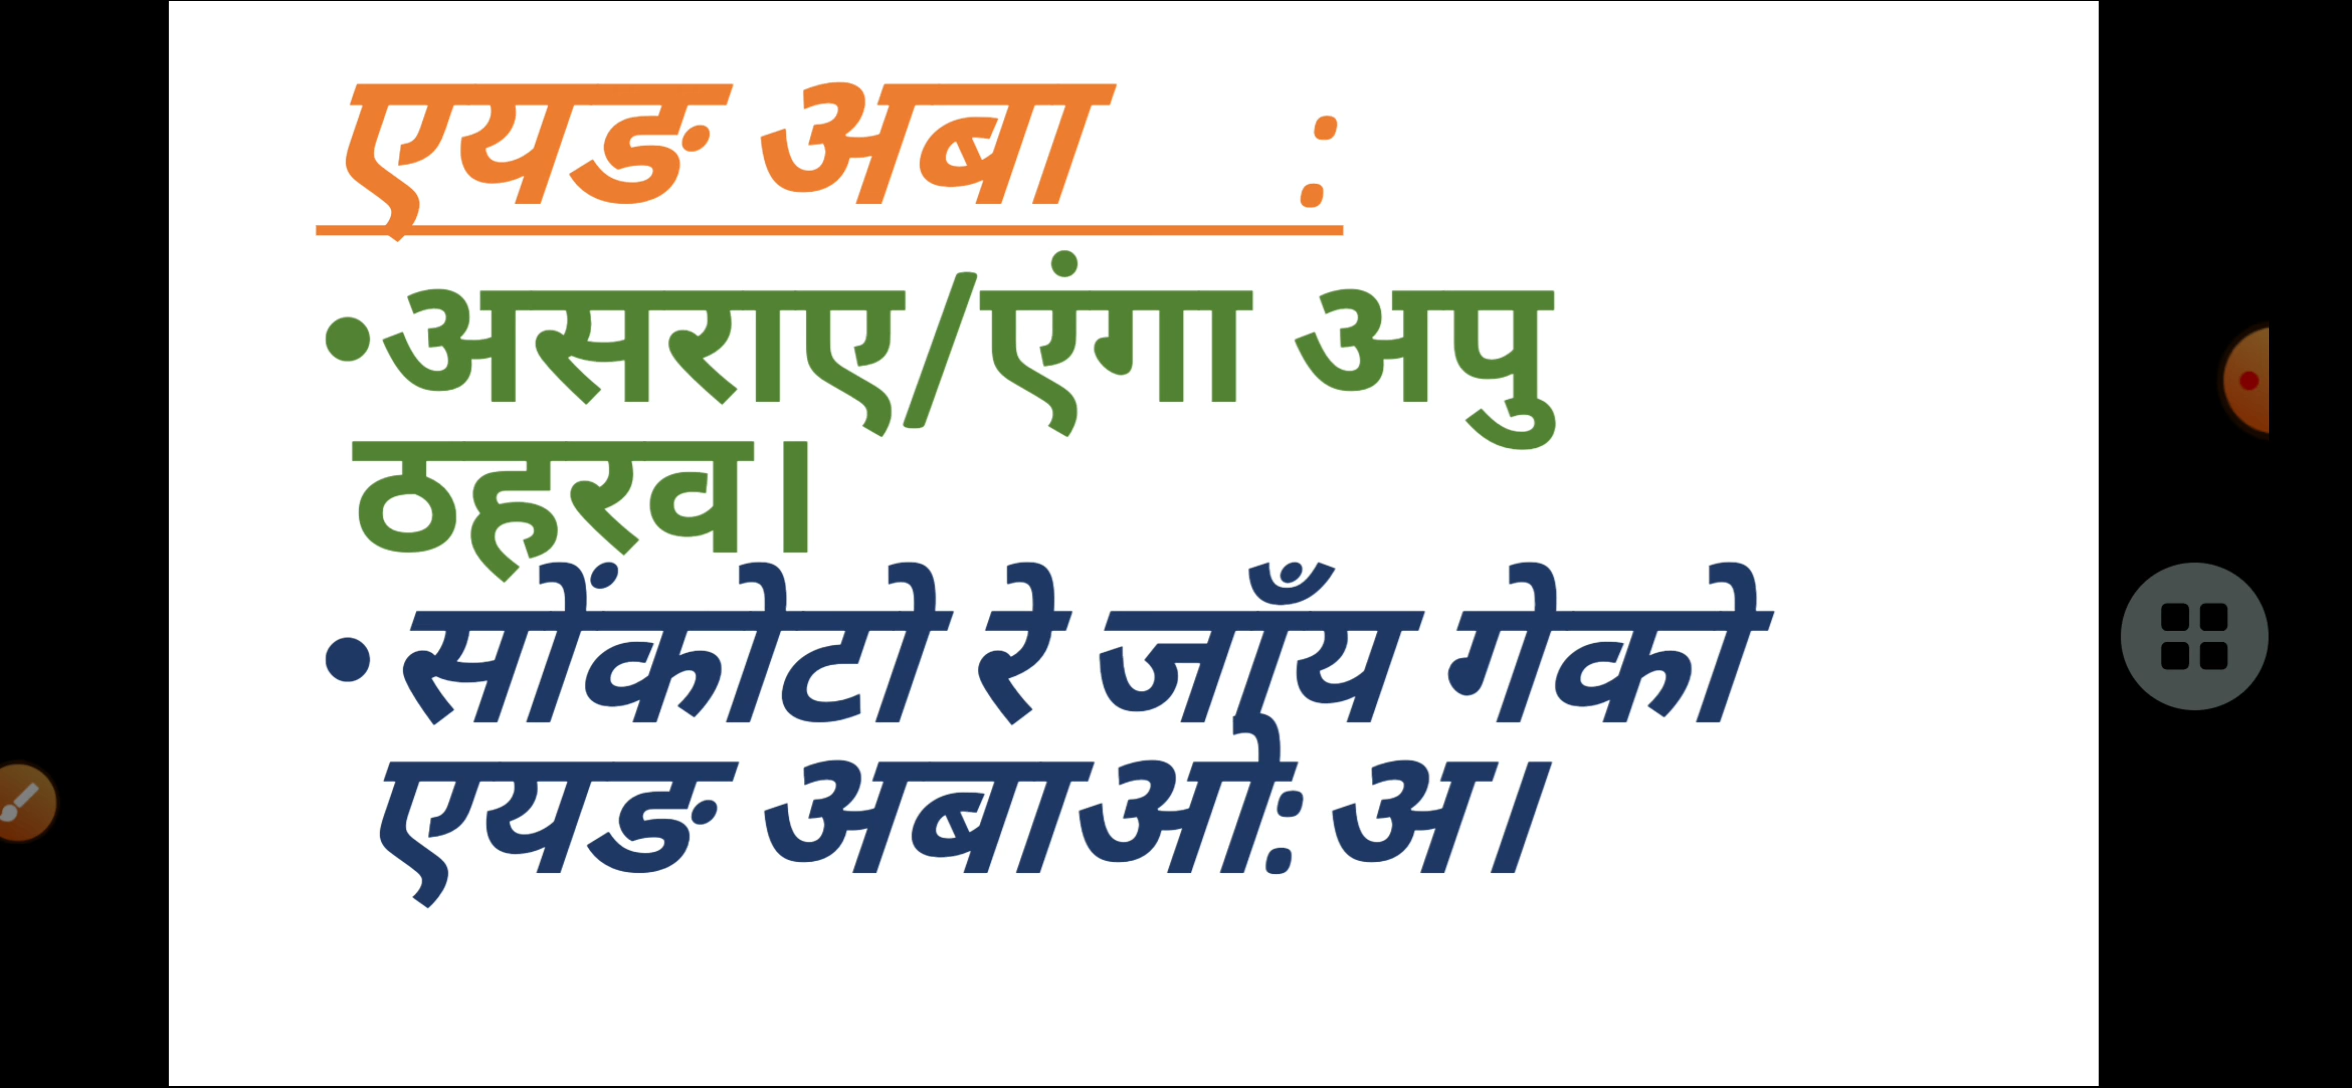 एयङ अबा :
•असराए/एंगा अपु
ठहरव।
•सोंकोटो रे जाँय गेको
एयङ अबाओ:अ।